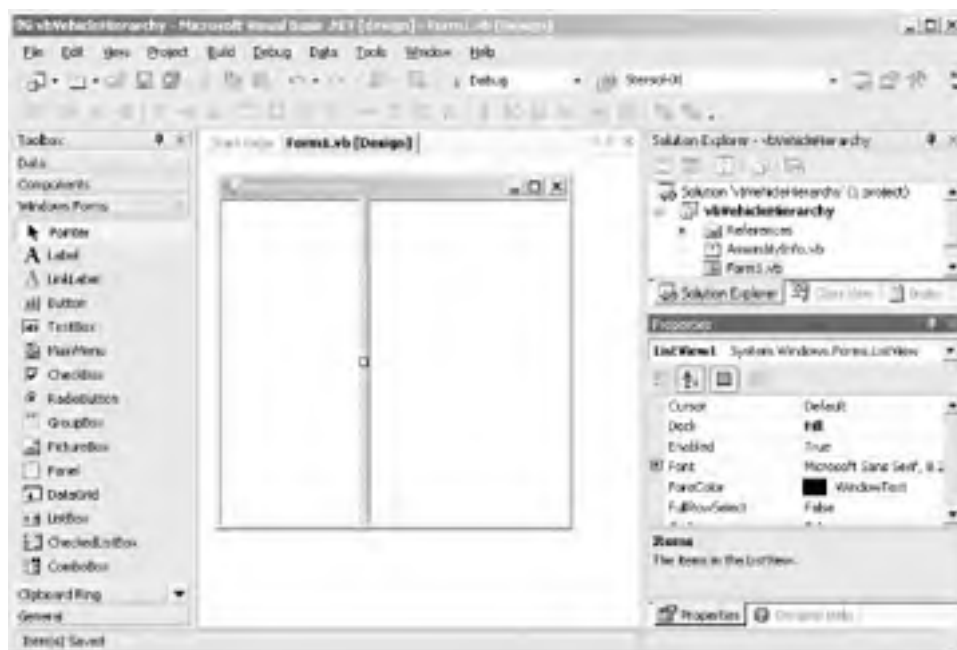 vbVehicleHierarchy - Microsoft Visual Basic .NET [design] - Form1.vb [Design]
File Edit View Project Build Debug Data Tools Window Help
Debug
Toolbox
Data
Components
Windows Forms
Pointer
Label
LinkLabel
Button
TextBox
MainMenu
CheckBox
RadioButton
GroupBox
PictureBox
Panel
DataGrid
ListBox
CheckedListBox
ComboBox
Clipboard Ring
General
Item(s) Saved
Start Page Form1.vb [Design]
Solution Explorer - vbVehicleHierarchy
Solution 'vbVehicleHierarchy' (1 project)
vbVehicleHierarchy
References
AssemblyInfo.vb
Form1.vb
Solution Explorer Class View Index
Properties
ListView1 System.Windows.Forms.ListView
Cursor Default
Dock Fill
Enabled True
Font Microsoft Sans Serif, 8.2
ForeColor WindowText
FullRowSelect False
Items
The items in the ListView.
Properties Dynamic Help